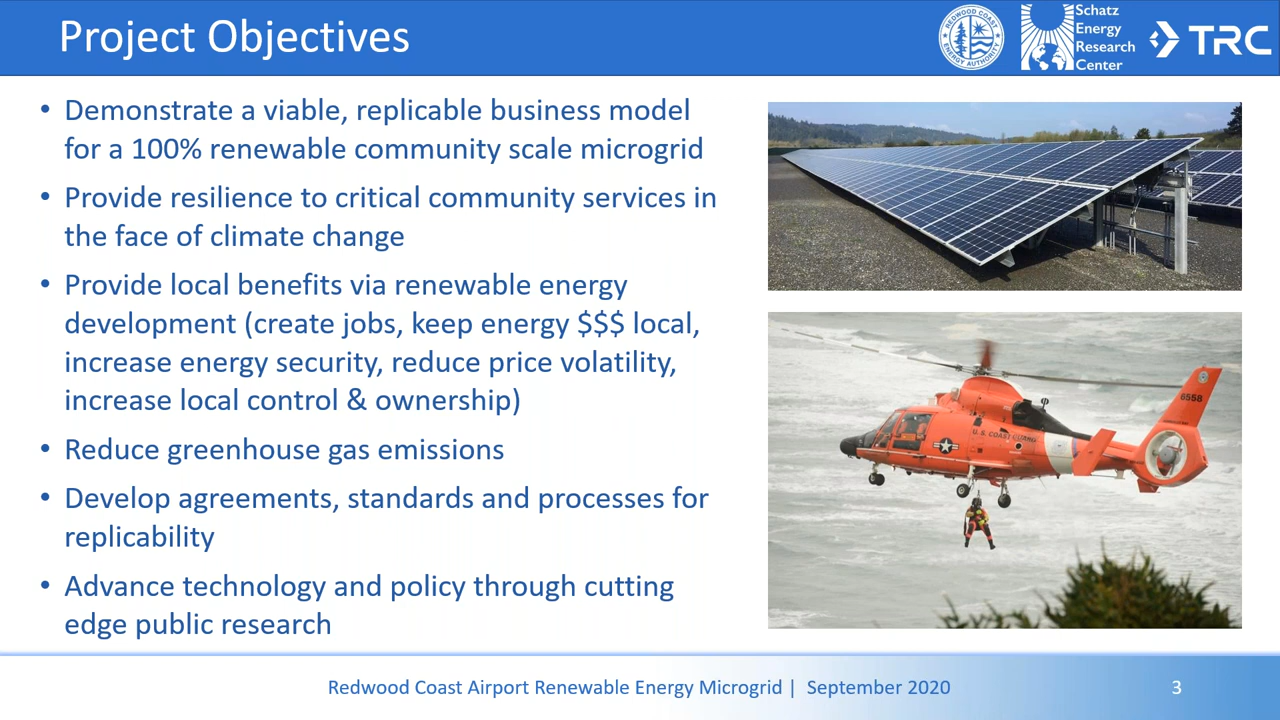 Project Objectives
REDWOOD COAST
ENERGY AUTHORITY
Schatz
Energy
Research
Center
TRC
• Demonstrate a viable, replicable business model
for a 100% renewable community scale microgrid
• Provide resilience to critical community services in
the face of climate change
• Provide local benefits via renewable energy
development (create jobs, keep energy $$$ local,
increase energy security, reduce price volatility,
increase local control & ownership)
• Reduce greenhouse gas emissions
• Develop agreements, standards and processes for
replicability
• Advance technology and policy through cutting
edge public research
6558
U.S. COAST GUARD
Redwood Coast Airport Renewable Energy Microgrid | September 2020
3